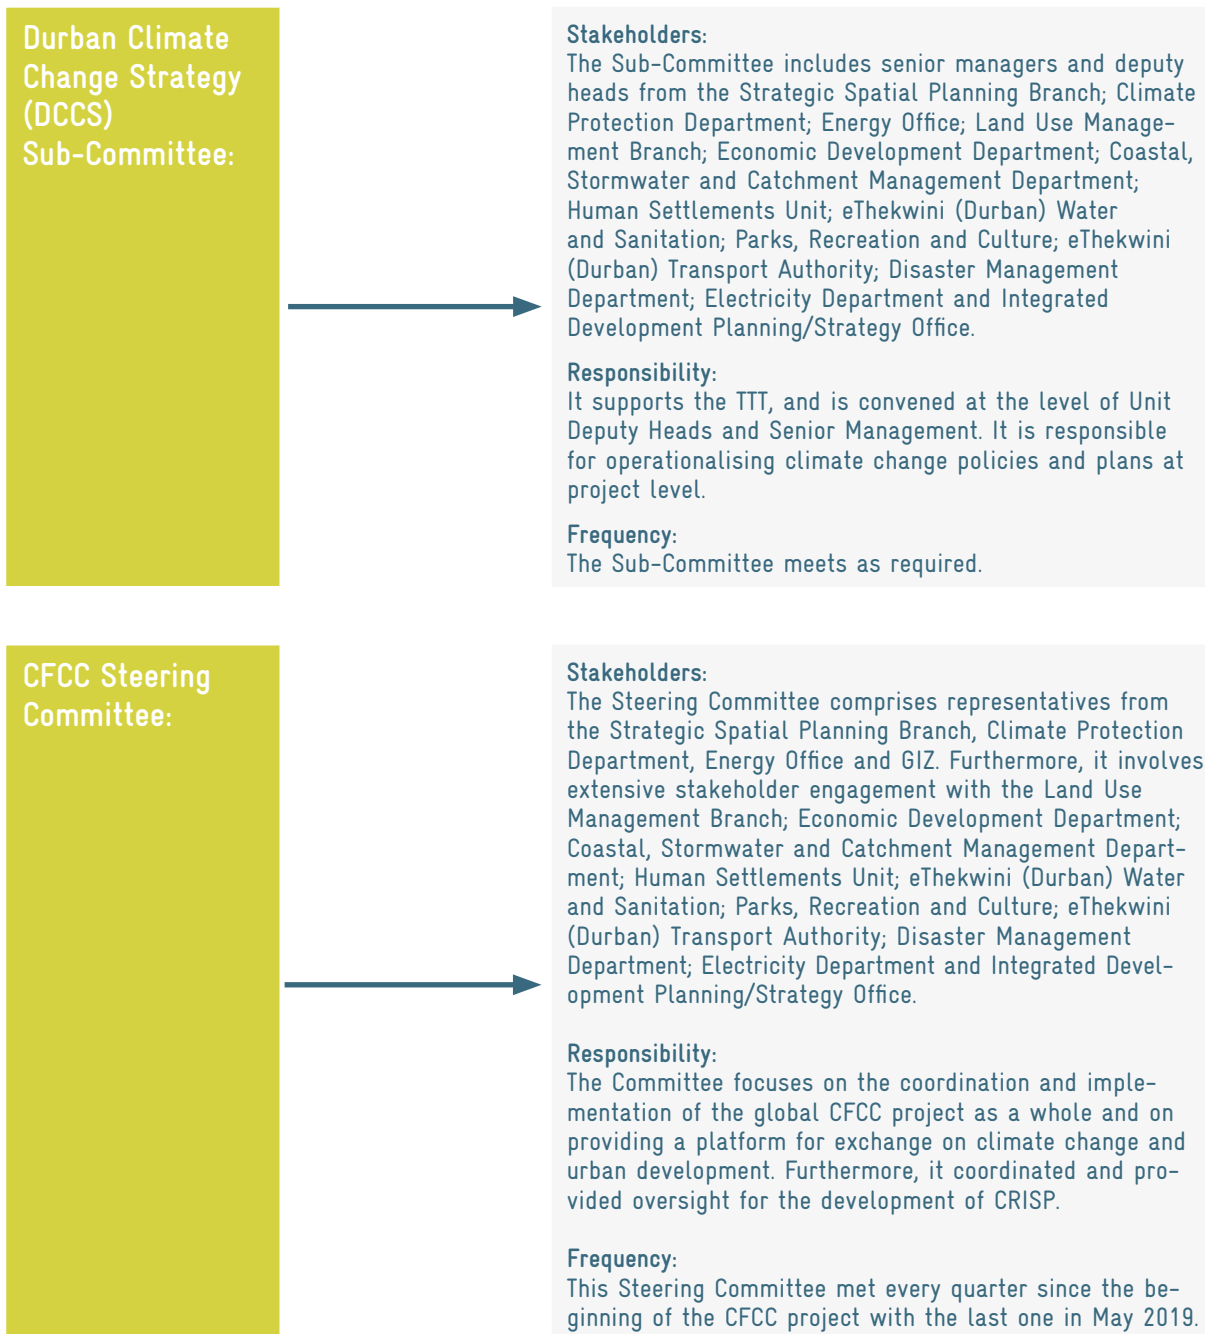 Durban Climate
Change Strategy
(DCCS)
Sub-Committee:
Stakeholders:
The Sub-Committee includes senior managers and deputy
heads from the Strategic Spatial Planning Branch; Climate
Protection Department; Energy Office; Land Use Manage-
ment Branch; Economic Development Department; Coastal,
Stormwater and Catchment Management Department;
Human Settlements Unit; eThekwini (Durban) Water
and Sanitation; Parks, Recreation and Culture; eThekwini
(Durban) Transport Authority; Disaster Management
Department; Electricity Department and Integrated
Development Planning/Strategy Office.
Responsibility:
It supports the TTT, and is convened at the level of Unit
Deputy Heads and Senior Management. It is responsible
for operationalising climate change policies and plans at
project level.
Frequency:
The Sub-Committee meets as required.
CFCC Steering
Committee:
Stakeholders:
The Steering Committee comprises representatives from
the Strategic Spatial Planning Branch, Climate Protection
Department, Energy Office and GIZ. Furthermore, it involves
extensive stakeholder engagement with the Land Use
Management Branch; Economic Development Department;
Coastal, Stormwater and Catchment Management Depart-
ment; Human Settlements Unit; eThekwini (Durban) Water
and Sanitation; Parks, Recreation and Culture; eThekwini
(Durban) Transport Authority; Disaster Management
Department; Electricity Department and Integrated Devel-
opment Planning/Strategy Office.
Responsibility:
The Committee focuses on the coordination and imple-
mentation of the global CFCC project as a whole and on
providing a platform for exchange on climate change and
urban development. Furthermore, it coordinated and pro-
vided oversight for the development of CRISP.
Frequency:
This Steering Committee met every quarter since the be-
ginning of the CFCC project with the last one in May 2019.